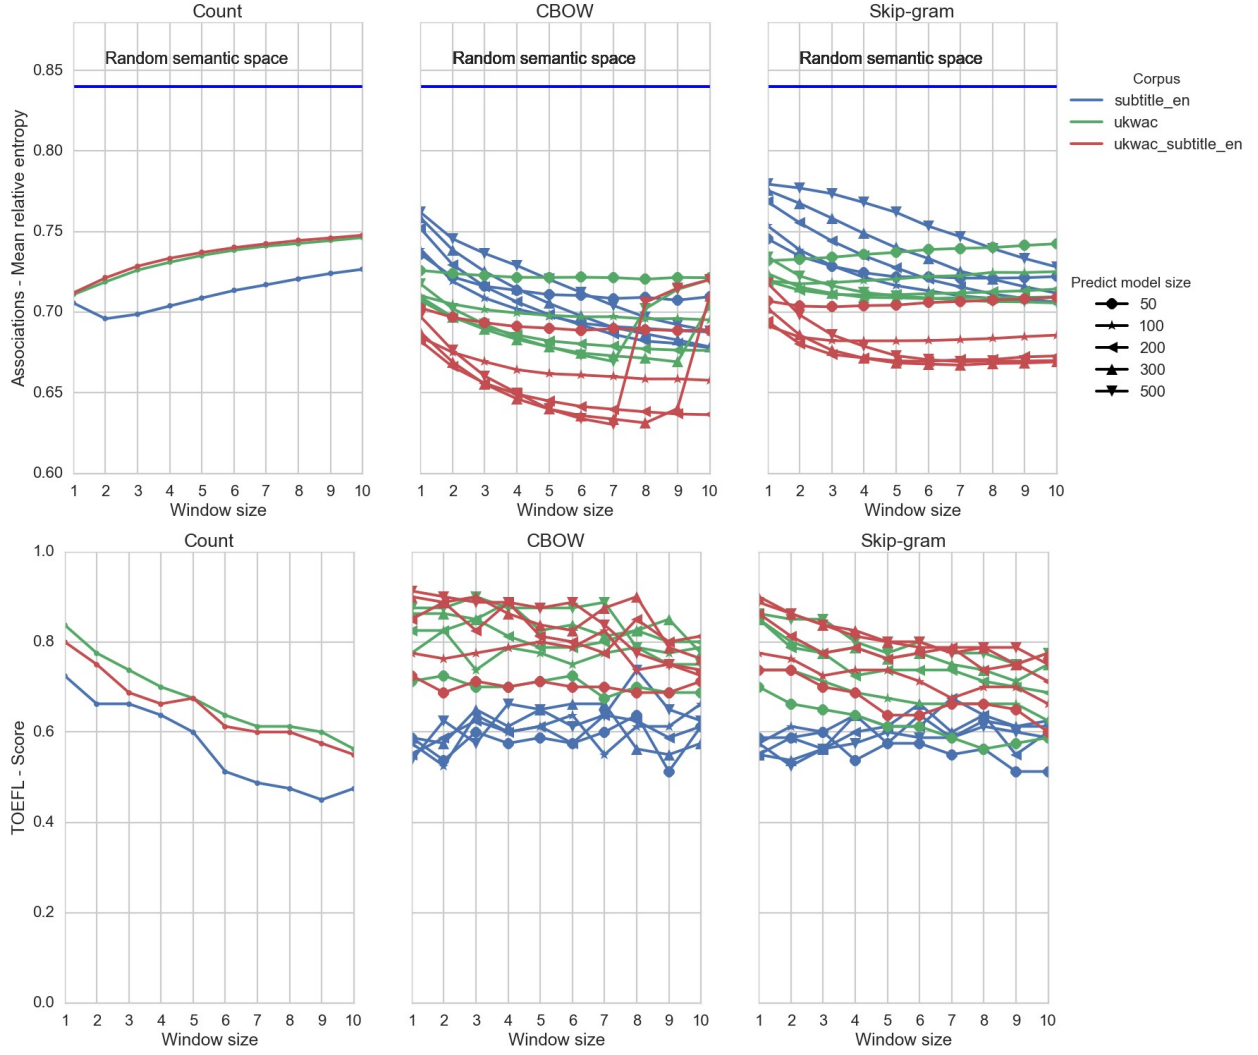 Count
CBOW
Skip-gram
Associations - Mean relative entropy
0.85
0.80
0.75
0.70
0.65
0.60
Random semantic space
Random semantic space
Random semantic space
1 2 3 4 5 6 7 8 9 10
1 2 3 4 5 6 7 8 9 10
1 2 3 4 5 6 7 8 9 10
Window size
Window size
Window size
Corpus
subtitle_en
ukwac
ukwac_subtitle_en
Predict model size
50
100
200
300
500
Count
CBOW
Skip-gram
TOEFL - Score
1.0
0.8
0.6
0.4
0.2
0.0
1 2 3 4 5 6 7 8 9 10
1 2 3 4 5 6 7 8 9 10
1 2 3 4 5 6 7 8 9 10
Window size
Window size
Window size